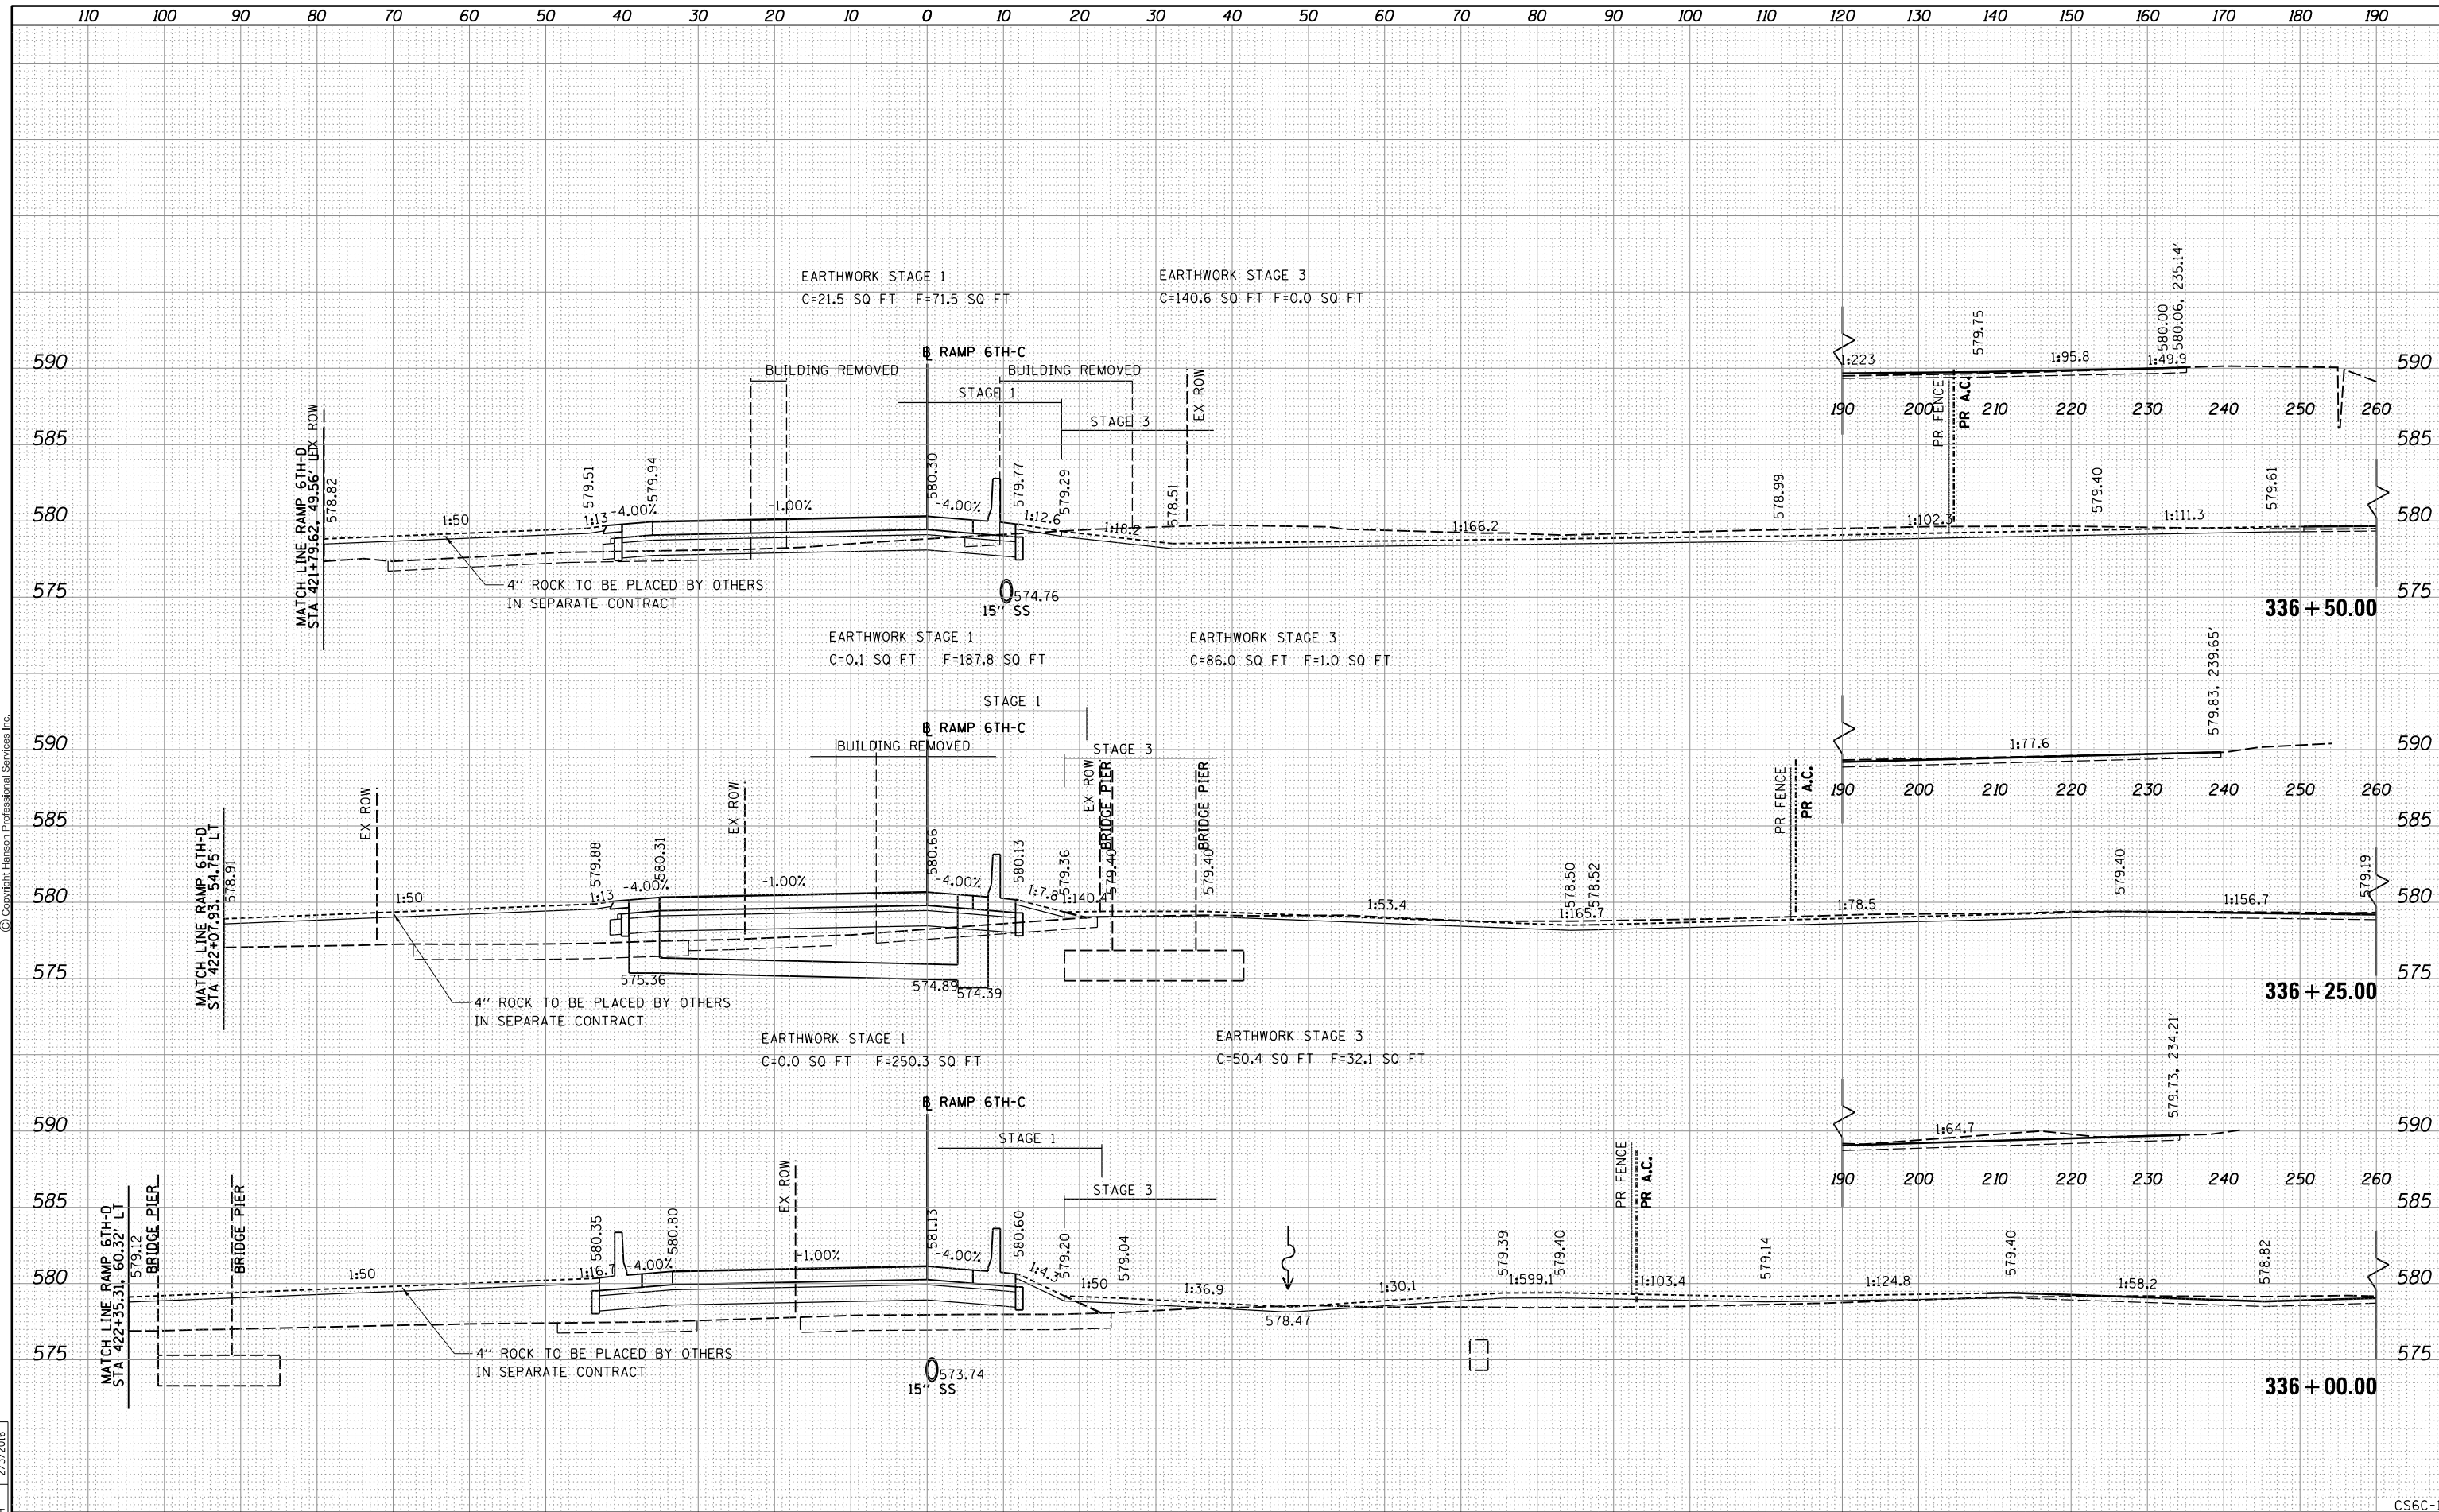 110 100 90 80 70 60 50 40 30 20 10 0 10 20 30 40 50 60 70 80 90 100 110 120 130 140 150 160 170 180 190
EARTHWORK STAGE 1
C=21.5 SQ FT F=71.5 SQ FT
EARTHWORK STAGE 3
C=140.6 SQ FT F=0.0 SQ FT
579.75
580.00
580.06, 235.14'
590
℄ RAMP 6TH-C
1:223
1:95.8
1:49.9
590
BUILDING REMOVED
BUILDING REMOVED
STAGE 1
STAGE 3
EX ROW
EX ROW
PR FENCE
PR A.C.
190 200 210 220 230 240 250 260
585
585
MATCH LINE RAMP 6TH-D
STA 421+79.62, 49.56' LT
578.82
579.51
579.94
580.30
579.77
579.29
578.51
578.99
579.40
579.61
580
1:50
1:13
-4.00%
-1.00%
-4.00%
1:12.6
1:18.2
1:166.2
1:102.3
1:111.3
580
575
4" ROCK TO BE PLACED BY OTHERS
IN SEPARATE CONTRACT
574.76
15" SS
575
336+50.00
EARTHWORK STAGE 1
C=0.1 SQ FT F=187.8 SQ FT
EARTHWORK STAGE 3
C=86.0 SQ FT F=1.0 SQ FT
579.83, 239.65'
STAGE 1
℄ RAMP 6TH-C
590
BUILDING REMOVED
STAGE 3
1:77.6
590
EX ROW
EX ROW
EX ROW
BRIDGE PIER
BRIDGE PIER
PR FENCE
PR A.C.
190 200 210 220 230 240 250 260
585
585
MATCH LINE RAMP 6TH-D
STA 422+07.93, 54.75' LT
578.91
579.88
580.31
580.66
580.13
579.36
579.40
579.40
578.50
578.52
579.40
579.19
580
1:50
1:13
-4.00%
-1.00%
-4.00%
1:7.8
1:140.4
1:53.4
1:165.7
1:78.5
1:156.7
580
575
575.36
574.89
574.39
575
4" ROCK TO BE PLACED BY OTHERS
IN SEPARATE CONTRACT
336+25.00
EARTHWORK STAGE 1
C=0.0 SQ FT F=250.3 SQ FT
EARTHWORK STAGE 3
C=50.4 SQ FT F=32.1 SQ FT
579.73, 234.21'
℄ RAMP 6TH-C
590
STAGE 1
1:64.7
590
EX ROW
STAGE 3
PR FENCE
PR A.C.
190 200 210 220 230 240 250 260
585
585
MATCH LINE RAMP 6TH-D
STA 422+35.31, 60.32' LT
579.12
BRIDGE PIER
BRIDGE PIER
580.35
580.80
581.13
580.60
579.20
579.04
579.39
579.40
579.14
579.40
578.82
580
1:50
1:16.7
-4.00%
-1.00%
-4.00%
1:4.3
1:50
1:36.9
1:30.1
1:599.1
1:103.4
1:124.8
1:58.2
580
578.47
575
4" ROCK TO BE PLACED BY OTHERS
IN SEPARATE CONTRACT
573.74
15" SS
575
336+00.00
© Copyright Hanson Professional Services Inc.
2/3/2016
CS6C-1